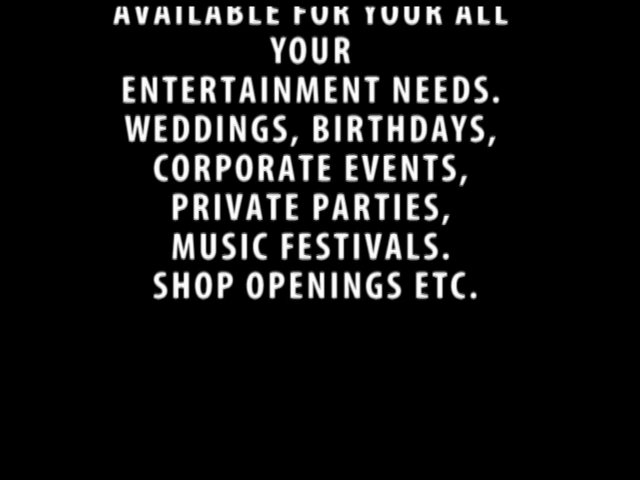 AVAILABLE FOR YOUR ALL
YOUR
ENTERTAINMENT NEEDS.
WEDDINGS, BIRTHDAYS,
CORPORATE EVENTS,
PRIVATE PARTIES,
MUSIC FESTIVALS.
SHOP OPENINGS ETC.